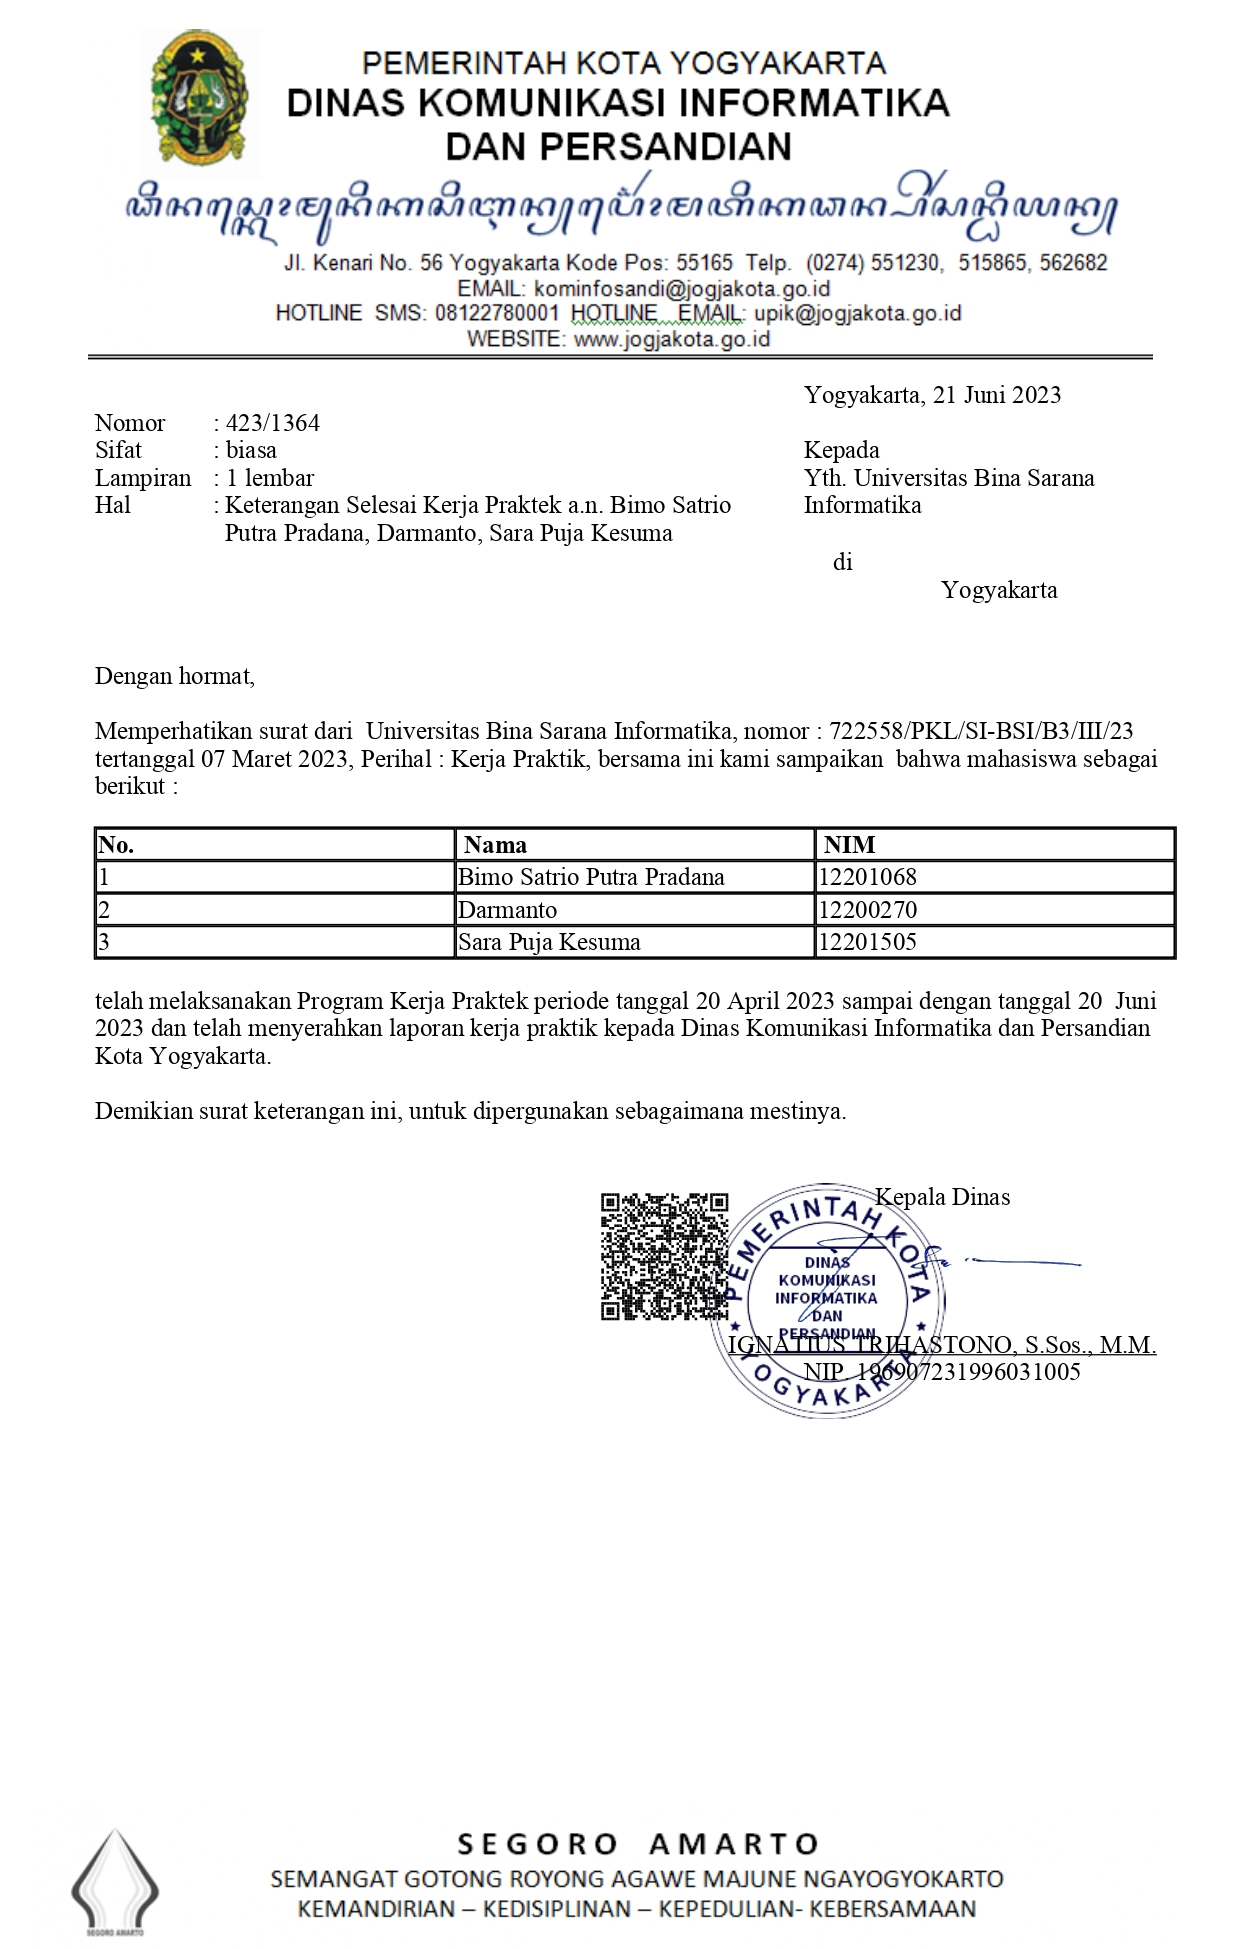 PEMERINTAH KOTA YOGYAKARTA
DINAS KOMUNIKASI INFORMATIKA
DAN PERSANDIAN
Jl. Kenari No. 56 Yogyakarta Kode Pos: 55165 Telp. (0274) 551230, 515865, 562682
EMAIL: kominfosandi@jogjakota.go.id
HOTLINE SMS: 08122780001 HOTLINE EMAIL: upik@jogjakota.go.id
WEBSITE: www.jogjakota.go.id
Yogyakarta, 21 Juni 2023
Nomor : 423/1364
Sifat : biasa
Lampiran : 1 lembar
Hal : Keterangan Selesai Kerja Praktek a.n. Bimo Satrio
Putra Pradana, Darmanto, Sara Puja Kesuma
Kepada
Yth. Universitas Bina Sarana
Informatika
di
Yogyakarta
Dengan hormat,
Memperhatikan surat dari Universitas Bina Sarana Informatika, nomor : 722558/PKL/SI-BSI/B3/III/23
tertanggal 07 Maret 2023, Perihal : Kerja Praktik, bersama ini kami sampaikan bahwa mahasiswa sebagai
berikut :
No. Nama NIM
1 Bimo Satrio Putra Pradana 12201068
2 Darmanto 12200270
3 Sara Puja Kesuma 12201505
telah melaksanakan Program Kerja Praktek periode tanggal 20 April 2023 sampai dengan tanggal 20 Juni
2023 dan telah menyerahkan laporan kerja praktik kepada Dinas Komunikasi Informatika dan Persandian
Kota Yogyakarta.
Demikian surat keterangan ini, untuk dipergunakan sebagaimana mestinya.
Kepala Dinas
PEMERINTAH KOTA
DINAS
KOMUNIKASI
INFORMATIKA
DAN
PERSANDIAN
YOGYAKARTA
IGNATIUS TRIHASTONO, S.Sos., M.M.
NIP. 196907231996031005
SEGORO AMARTO
SEMANGAT GOTONG ROYONG AGAWE MAJUNE NGAYOGYOKARTO
KEMANDIRIAN – KEDISIPLINAN – KEPEDULIAN- KEBERSAMAAN
SEGORO AMARTO